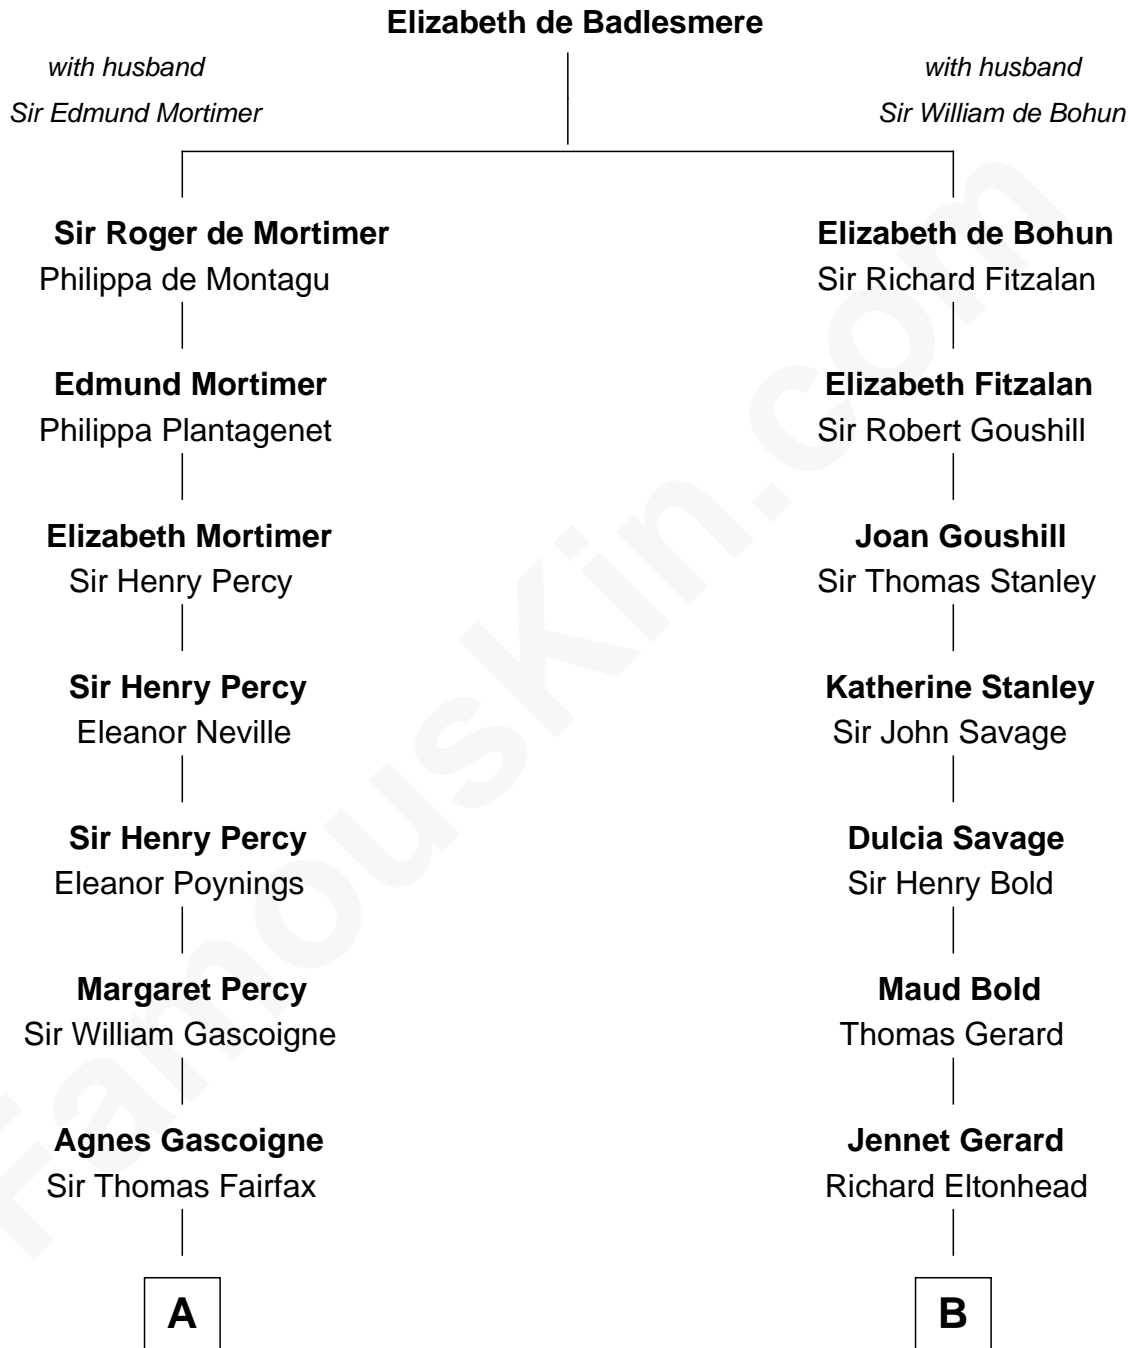 Elizabeth de Badlesmere
with husband
Sir Edmund Mortimer
with husband
Sir William de Bohun
Sir Roger de Mortimer
Philippa de Montagu
Elizabeth de Bohun
Sir Richard Fitzalan
Edmund Mortimer
Philippa Plantagenet
Elizabeth Fitzalan
Sir Robert Goushill
Elizabeth Mortimer
Sir Henry Percy
Joan Goushill
Sir Thomas Stanley
Sir Henry Percy
Eleanor Neville
Katherine Stanley
Sir John Savage
Sir Henry Percy
Eleanor Poynings
Dulcia Savage
Sir Henry Bold
Margaret Percy
Sir William Gascoigne
Maud Bold
Thomas Gerard
Agnes Gascoigne
Sir Thomas Fairfax
Jennet Gerard
Richard Eltonhead
A
B
FamousKin.com